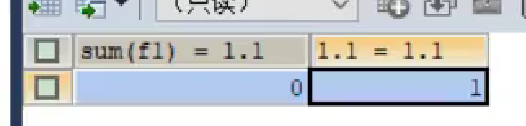 （只读）
sum(f1) = 1.1 1.1 = 1.1
0 1